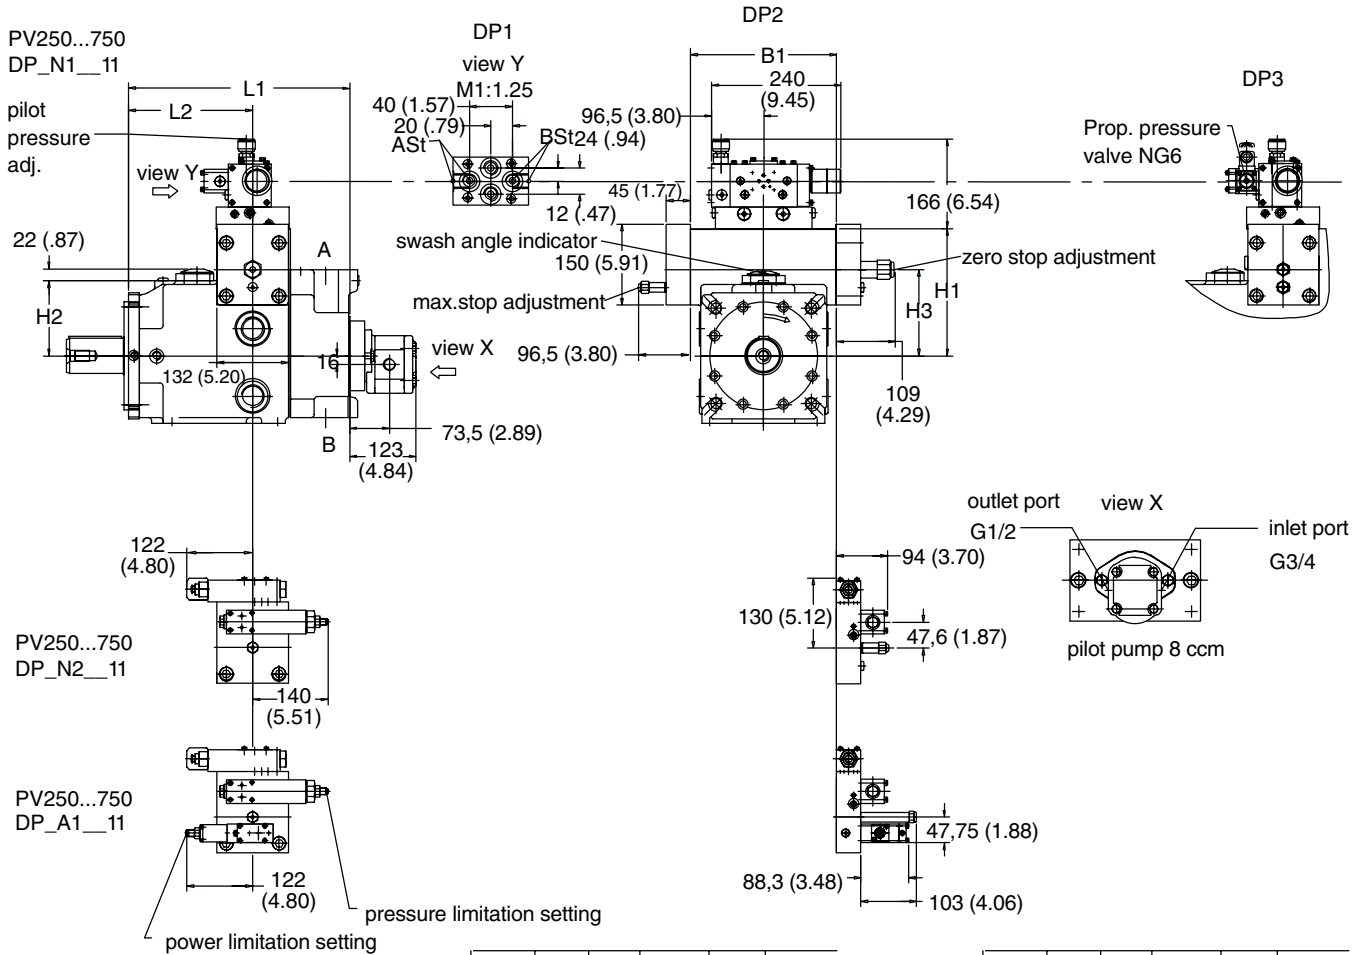 PV250...750
DP_N1__11
pilot
pressure
adj.
L1
L2
view Y
22 (.87)
A
H2
132 (5.20)
16
view X
B
73,5 (2.89)
123
(4.84)
DP1
view Y
M1:1.25
40 (1.57)
20 (.79)
ASt
BSt
24 (.94)
12 (.47)
DP2
B1
240
(9.45)
96,5 (3.80)
45 (1.77)
166 (6.54)
swash angle indicator
150 (5.91)
zero stop adjustment
max.stop adjustment
H1
H3
96,5 (3.80)
109
(4.29)
DP3
Prop. pressure
valve NG6
122
(4.80)
PV250...750
DP_N2__11
140
(5.51)
94 (3.70)
130 (5.12)
47,6 (1.87)
outlet port
view X
G1/2
inlet port
G3/4
pilot pump 8 ccm
PV250...750
DP_A1__11
122
(4.80)
pressure limitation setting
power limitation setting
47,75 (1.88)
88,3 (3.48)
103 (4.06)